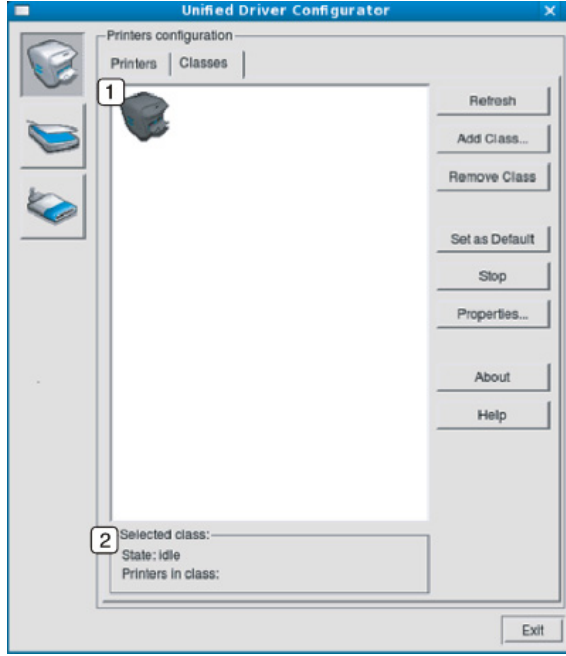 Unified Driver Configurator
Printers configuration
Printers Classes
1
Refresh
Add Class...
Remove Class
Set as Default
Stop
Properties...
About
Help
2
Selected class:
State: idle
Printers in class:
Exit